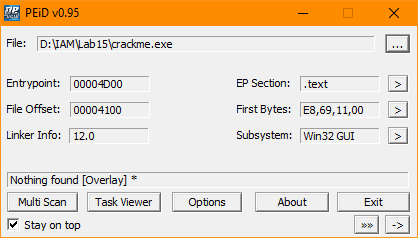 PEiD v0.95
File: D:\IAM\Lab15\crackme.exe ...
Entrypoint: 00004D00 EP Section: .text >
File Offset: 00004100 First Bytes: E8,69,11,00 >
Linker Info: 12.0 Subsystem: Win32 GUI >
Nothing found [Overlay] *
Multi Scan Task Viewer Options About Exit
Stay on top »» ->